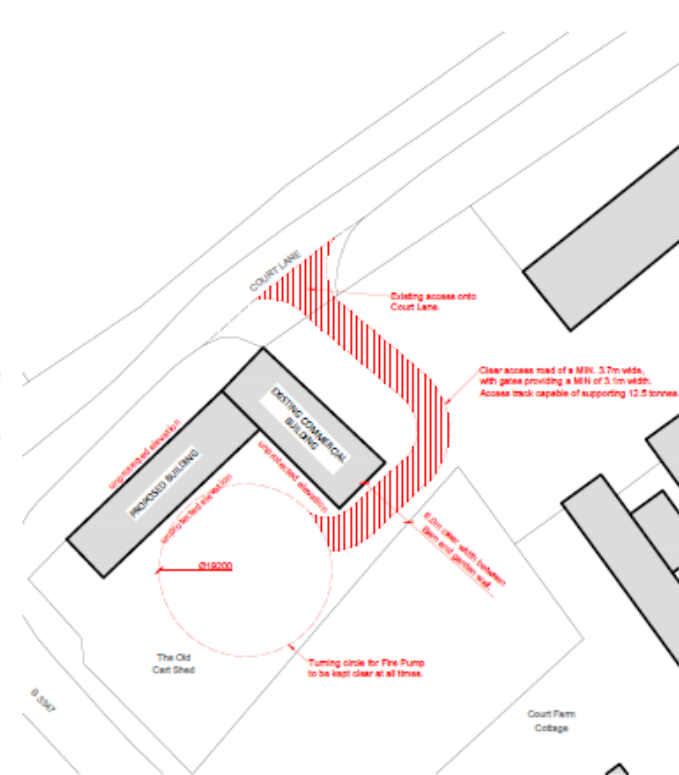 COURT LANE
Existing access onto
Court Lane.
Clear access road of a MIN. 3.7m wide,
with gates providing a MIN of 3.1m width.
Access track capable of supporting 12.5 tonnes.
EXISTING COMMERCIAL
BUILDING
unprotected elevation
PROPOSED BUILDING
unprotected elevation
unprotected elevation
6.0m clear width between
Barn and garden wall.
Ø19200
Turning circle for Fire Pump
to be kept clear at all times.
The Old
Cart Shed
B 3347
Court Farm
Cottage